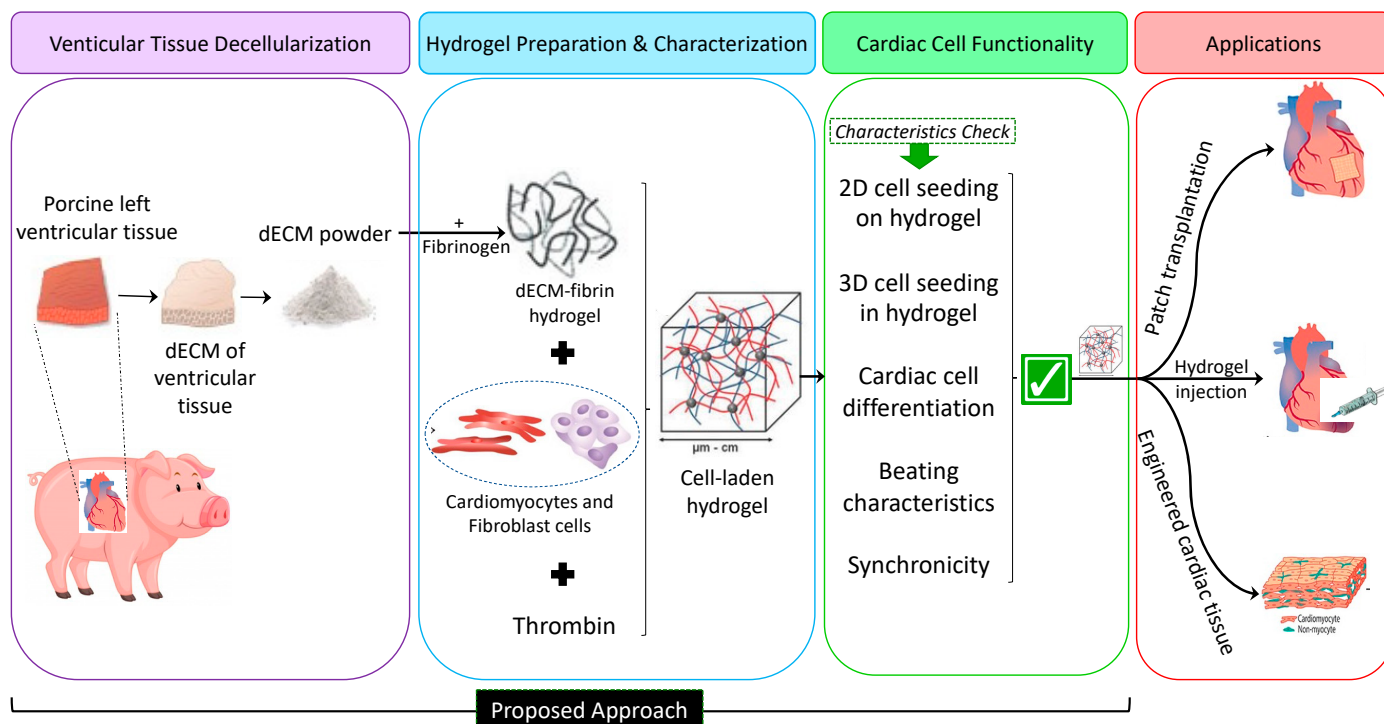 Venticular Tissue Decellularization
Hydrogel Preparation & Characterization
Cardiac Cell Functionality
Applications
Porcine left
ventricular tissue
dECM of
ventricular
tissue
dECM powder
+
Fibrinogen
dECM-fibrin
hydrogel
Cardiomyocytes and
Fibroblast cells
Thrombin
µm - cm
Cell-laden
hydrogel
Characteristics Check
2D cell seeding
on hydrogel
3D cell seeding
in hydrogel
Cardiac cell
differentiation
Beating
characteristics
Synchronicity
Patch transplantation
Hydrogel
injection
Engineered cardiac tissue
Cardiomyocyte
Non-myocyte
Proposed Approach